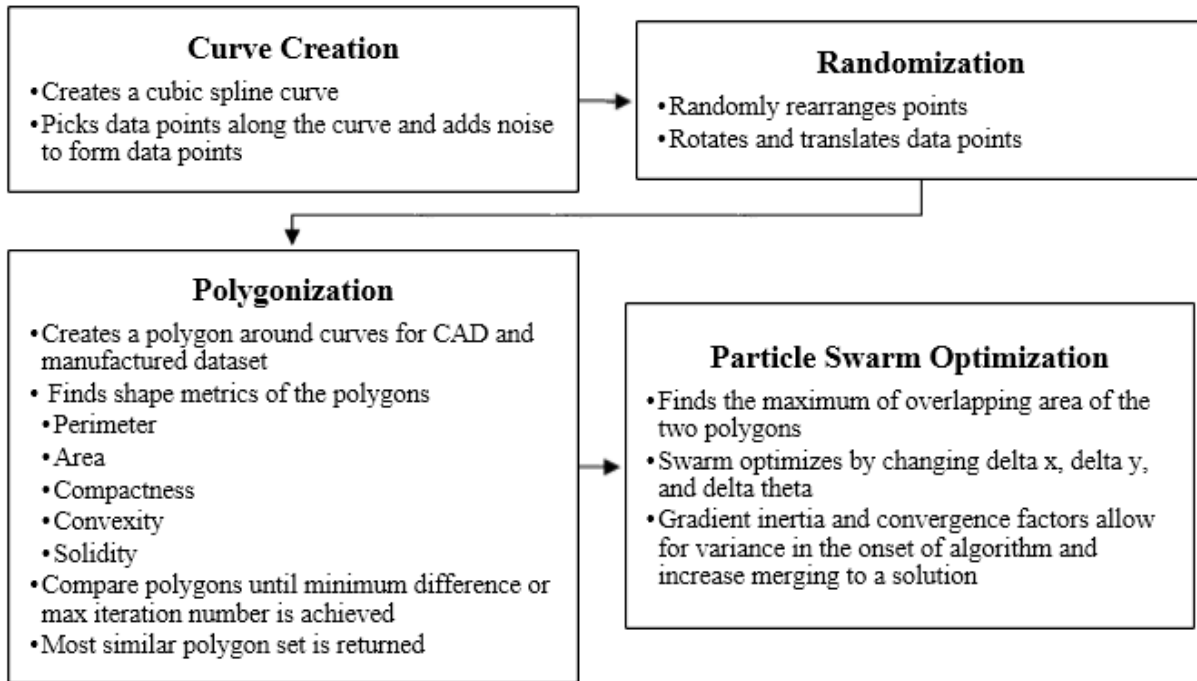 Curve Creation
•Creates a cubic spline curve
•Picks data points along the curve and adds noise
to form data points
Randomization
•Randomly rearranges points
•Rotates and translates data points
Polygonization
•Creates a polygon around curves for CAD and
manufactured dataset
• Finds shape metrics of the polygons
•Perimeter
•Area
•Compactness
•Convexity
•Solidity
•Compare polygons until minimum difference or
max iteration number is achieved
•Most similar polygon set is returned
Particle Swarm Optimization
•Finds the maximum of overlapping area of the
two polygons
•Swarm optimizes by changing delta x, delta y,
and delta theta
•Gradient inertia and convergence factors allow
for variance in the onset of algorithm and
increase merging to a solution